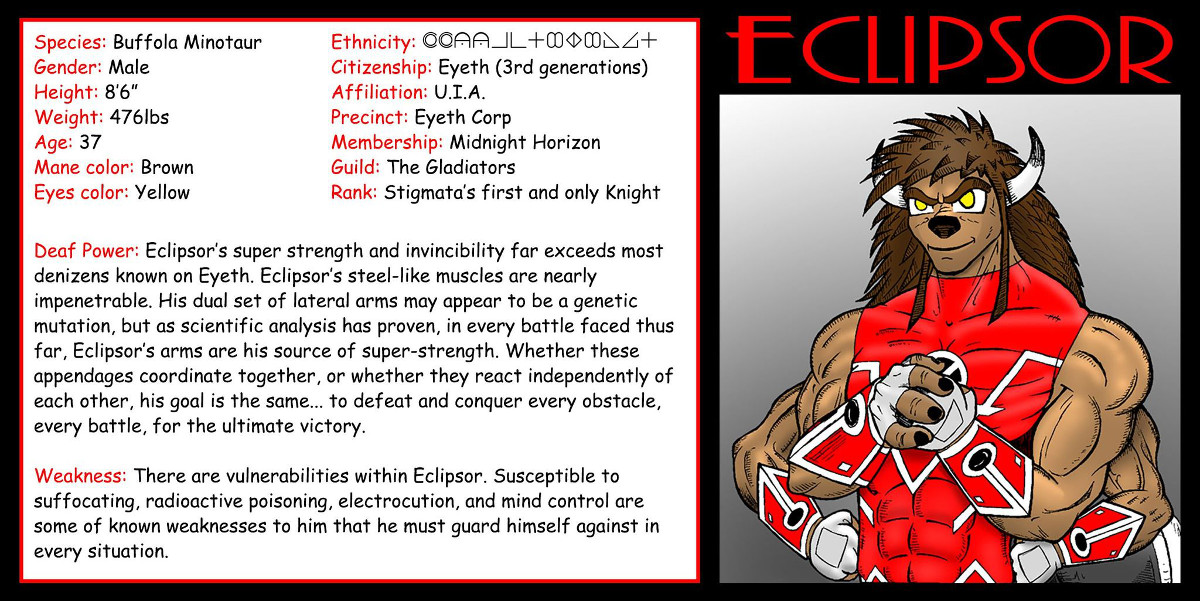 ECLIPSOR
Species: Buffola Minotaur
Gender: Male
Height: 8'6"
Weight: 476lbs
Age: 37
Mane color: Brown
Eyes color: Yellow
Ethnicity:
Citizenship: Eyeth (3rd generations)
Affiliation: U.I.A.
Precinct: Eyeth Corp
Membership: Midnight Horizon
Guild: The Gladiators
Rank: Stigmata's first and only Knight
Deaf Power: Eclipsor's super strength and invincibility far exceeds most
denizens known on Eyeth. Eclipsor's steel-like muscles are nearly
impenetrable. His dual set of lateral arms may appear to be a genetic
mutation, but as scientific analysis has proven, in every battle faced thus
far, Eclipsor's arms are his source of super-strength. Whether these
appendages coordinate together, or whether they react independently of
each other, his goal is the same... to defeat and conquer every obstacle,
every battle, for the ultimate victory.
Weakness: There are vulnerabilities within Eclipsor. Susceptible to
suffocating, radioactive poisoning, electrocution, and mind control are
some of known weaknesses to him that he must guard himself against in
every situation.